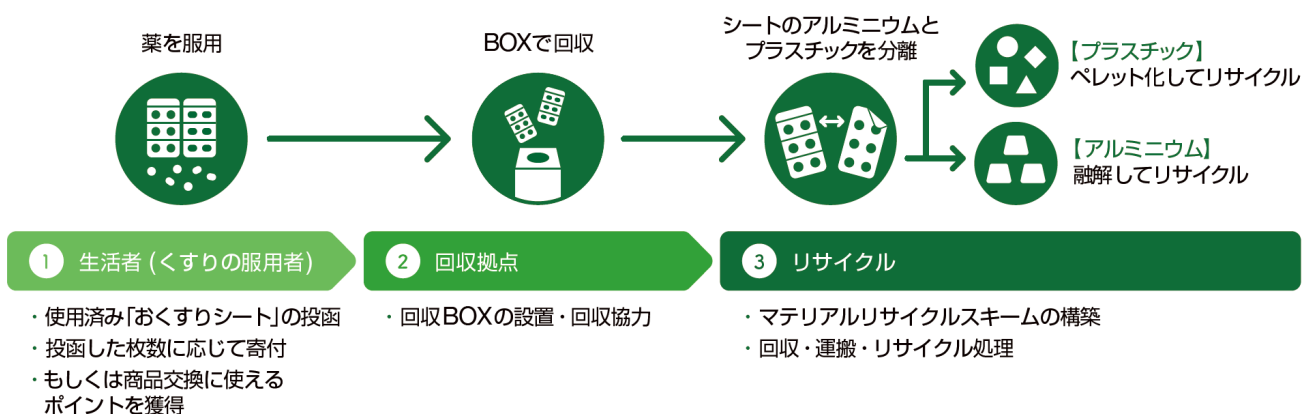 薬を服用
BOXで回収
シートのアルミニウムと
プラスチックを分離
【プラスチック】
ペレット化してリサイクル
【アルミニウム】
融解してリサイクル
1 生活者(くすりの服用者)
・使用済み「おくすりシート」の投函
・投函した枚数に応じて寄付
・もしくは商品交換に使える
ポイントを獲得
2 回収拠点
・回収BOXの設置・回収協力
3 リサイクル
・マテリアルリサイクルスキームの構築
・回収・運搬・リサイクル処理